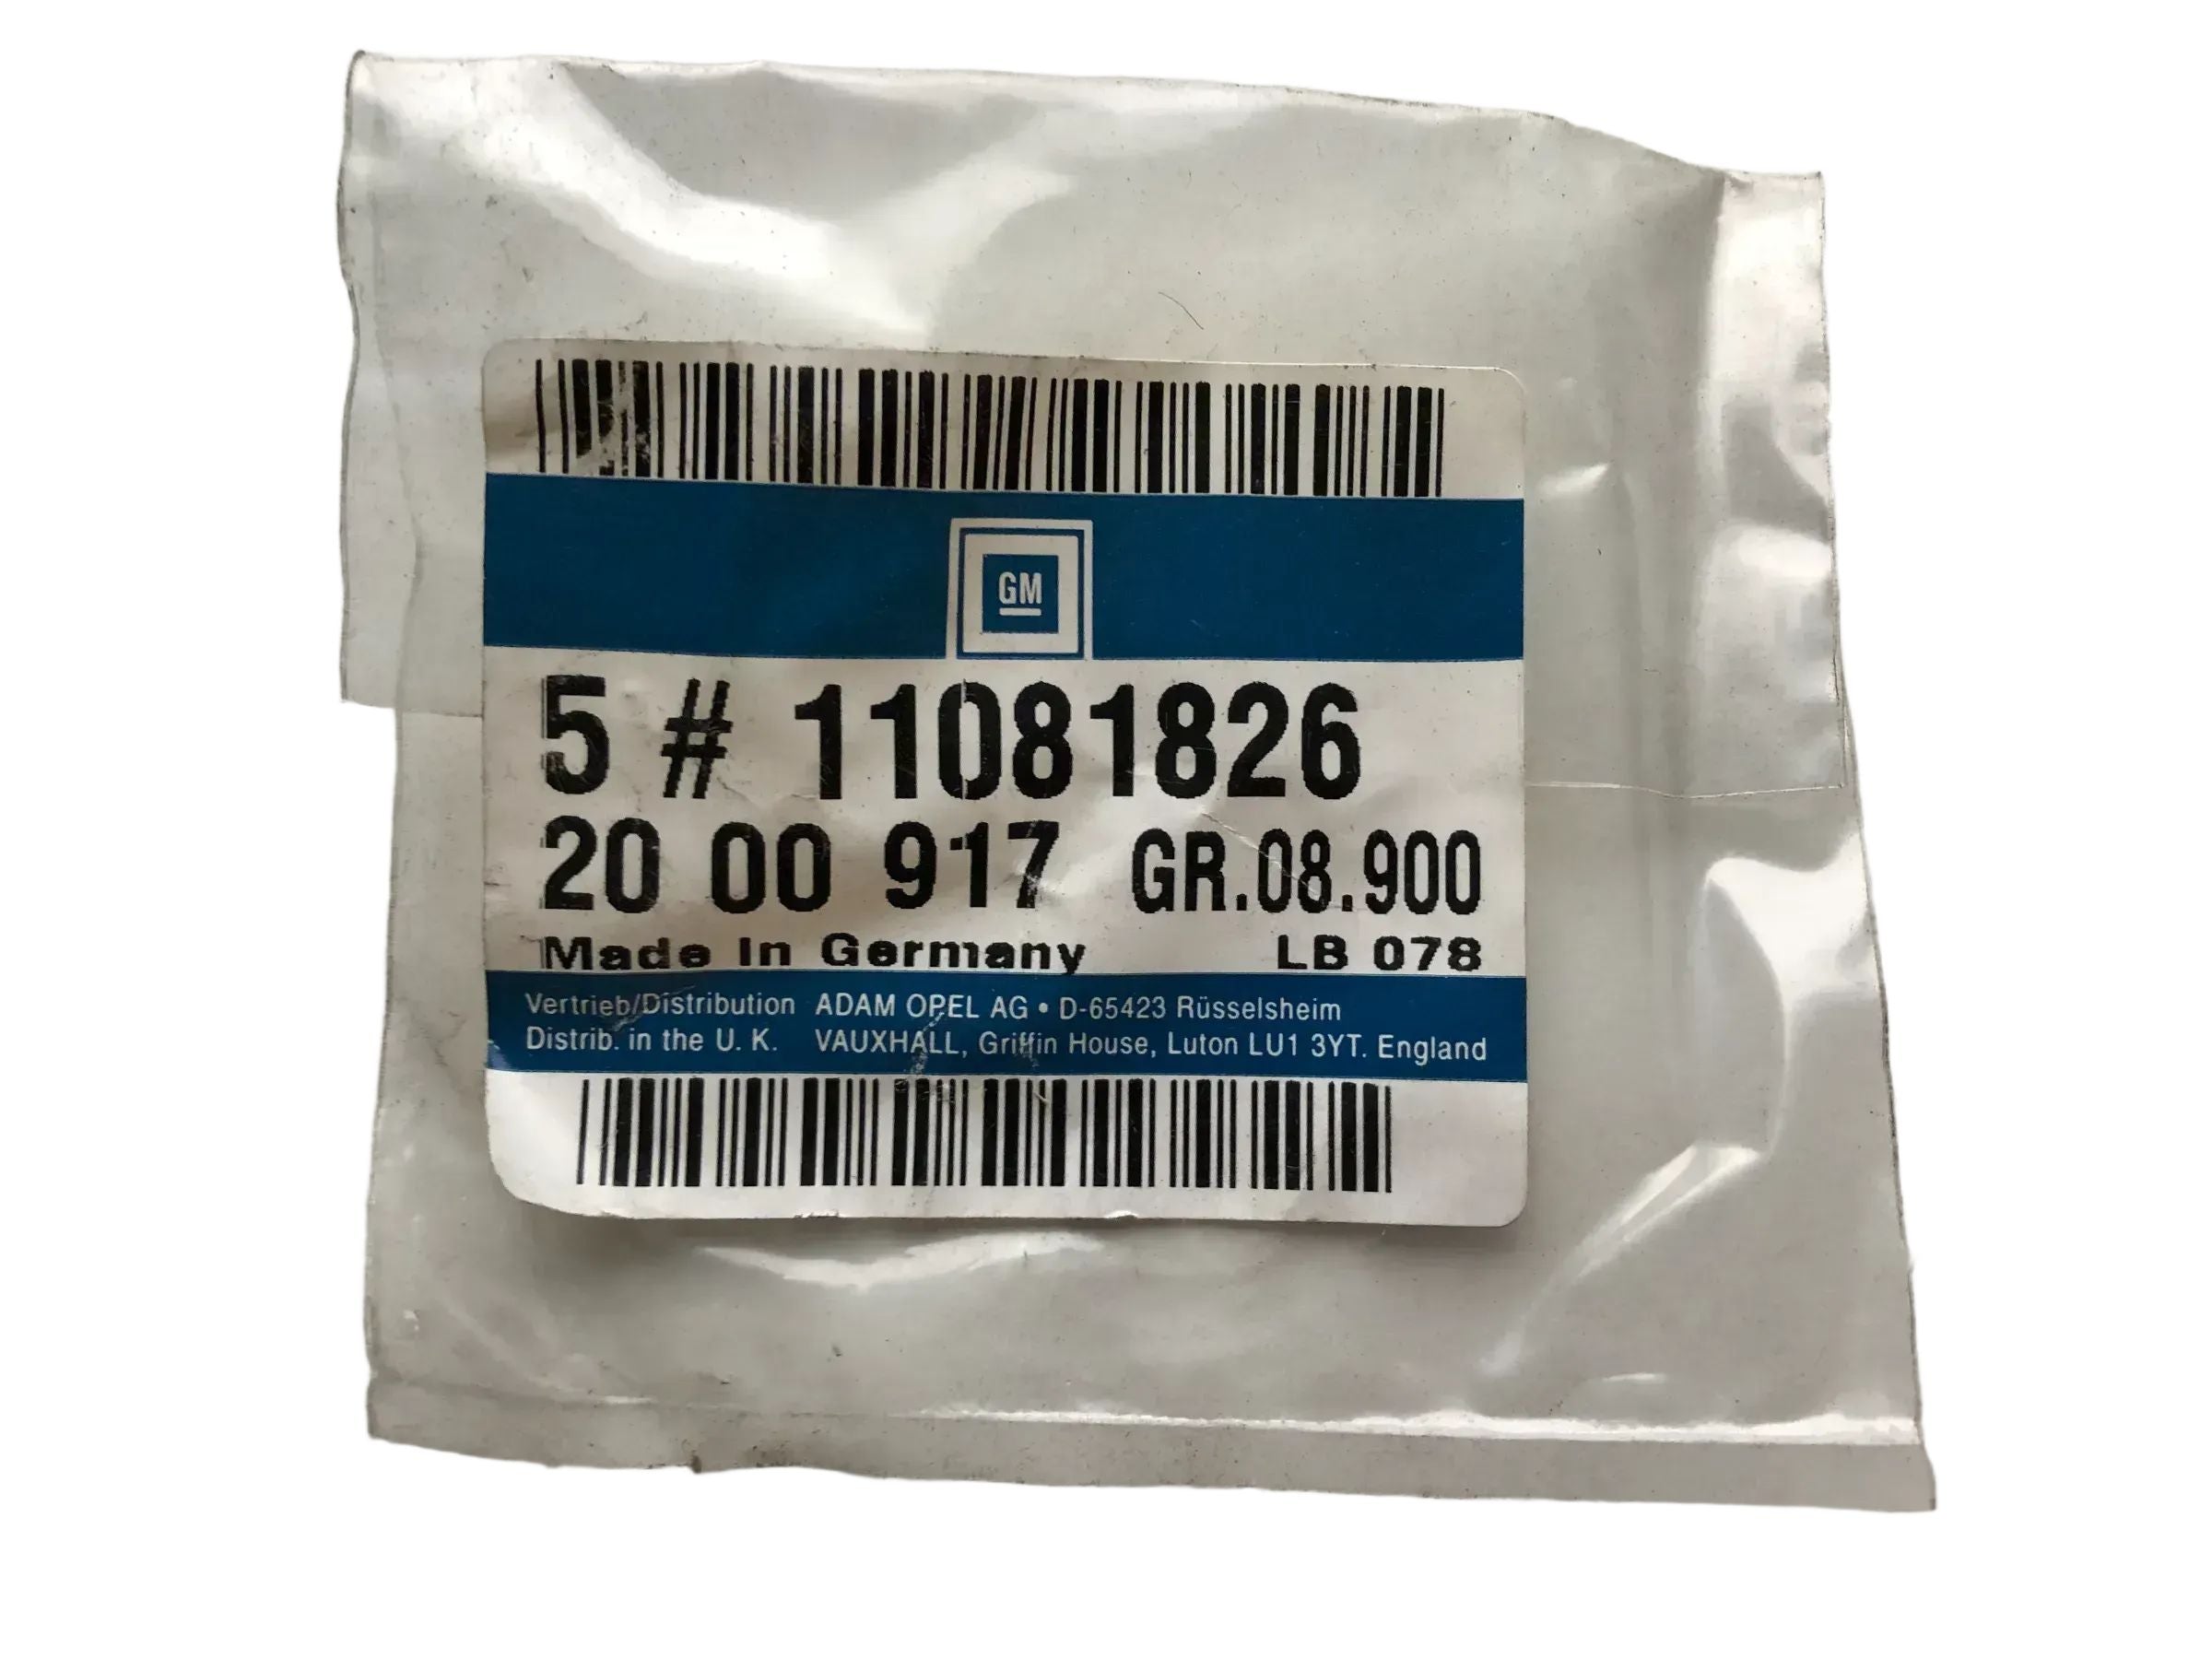 GM
5 # 11081826
20 00 917 GR.08.900
Made In Germany LB 078
Vertrieb/Distribution ADAM OPEL AG • D-65423 Rüsselsheim
Distrib. in the U. K. VAUXHALL, Griffin House, Luton LU1 3YT. England